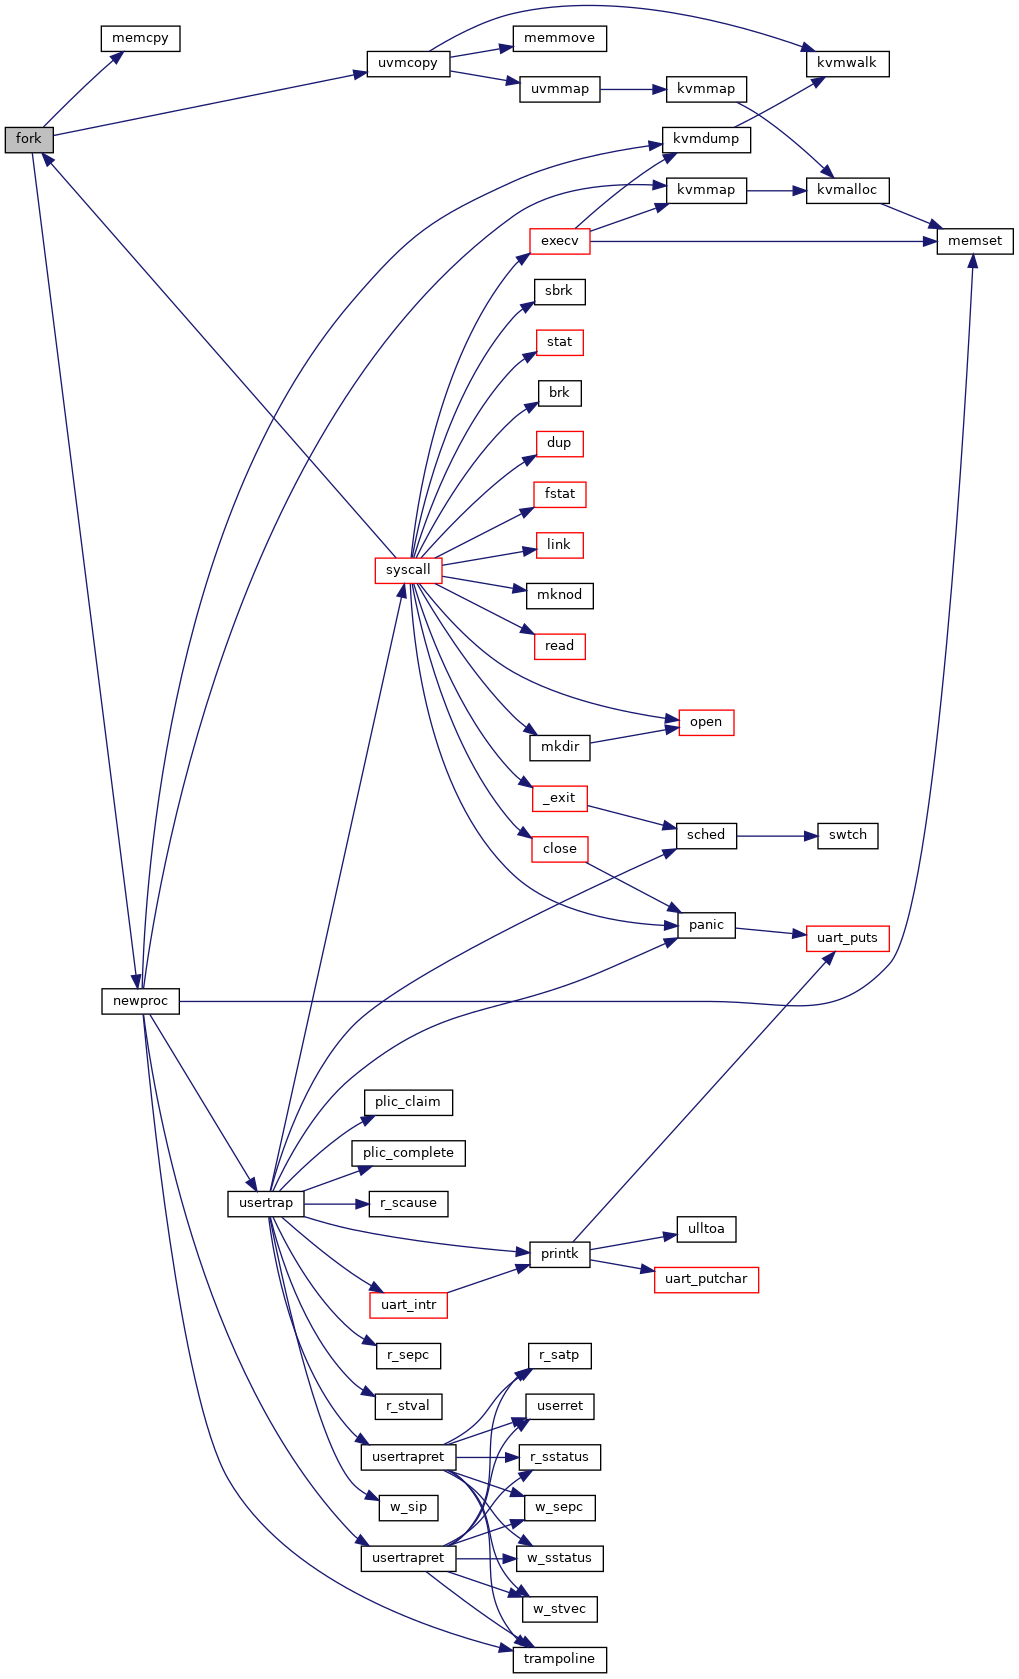 memcpy
memmove
uvmcopy
kvmwalk
uvmmap
kvmmap
fork
kvmdump
kvmmap
kvmalloc
execv
memset
sbrk
stat
brk
dup
fstat
link
syscall
mknod
read
open
mkdir
_exit
sched
swtch
close
panic
uart_puts
newproc
plic_claim
plic_complete
usertrap
r_scause
ulltoa
printk
uart_putchar
uart_intr
r_sepc
r_satp
r_stval
userret
usertrapret
r_sstatus
w_sip
w_sepc
usertrapret
w_sstatus
w_stvec
trampoline